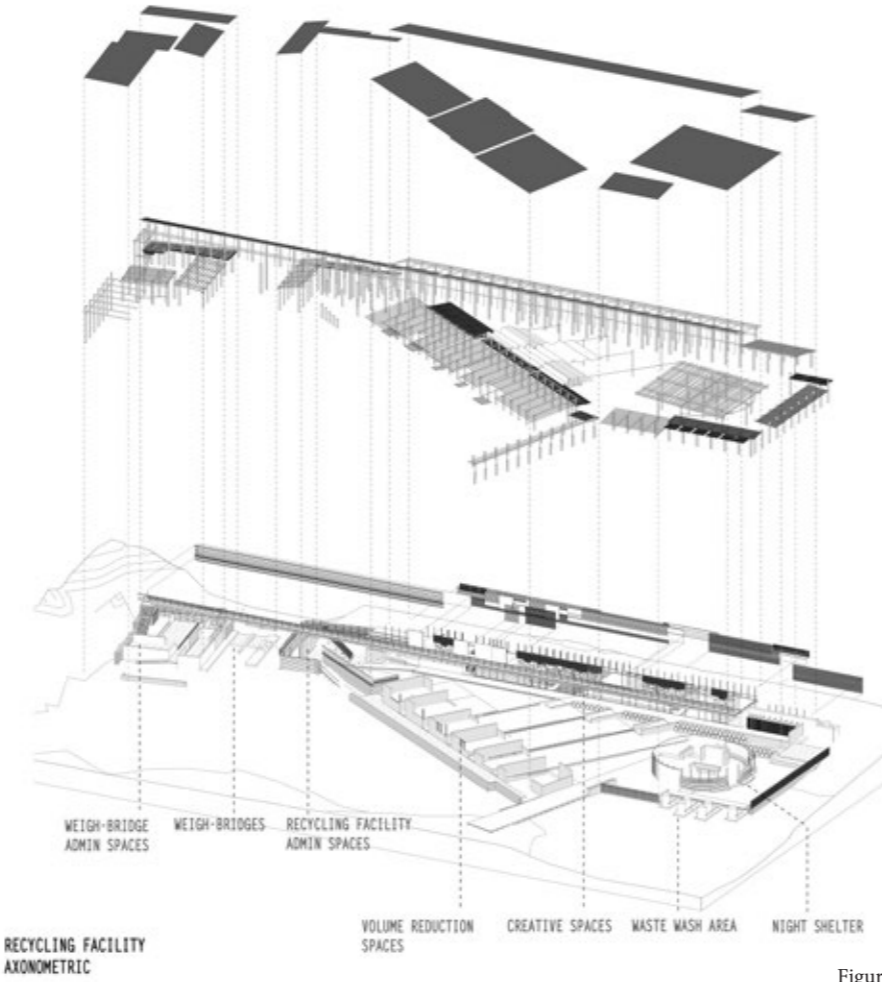 WEIGH-BRIDGE
ADMIN SPACES
WEIGH-BRIDGES
RECYCLING FACILITY
ADMIN SPACES
VOLUME REDUCTION
SPACES
CREATIVE SPACES
WASTE WASH AREA
NIGHT SHELTER
RECYCLING FACILITY
AXONOMETRIC
Figur